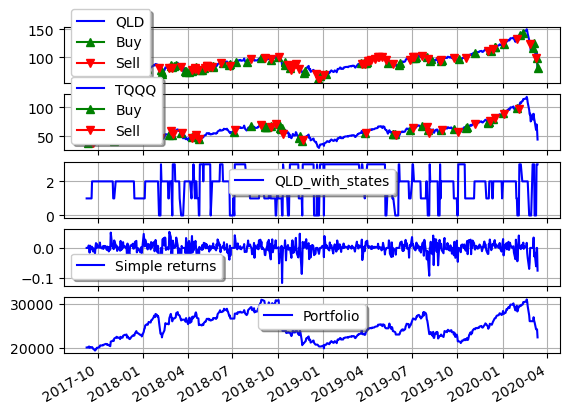 QLD
Buy
Sell
150
100
TQQQ
Buy
Sell
100
50
QLD_with_states
2
0
Simple returns
0.0
−0.1
Portfolio
30000
20000
2017-10
2018-01
2018-04
2018-07
2018-10
2019-01
2019-04
2019-07
2019-10
2020-01
2020-04